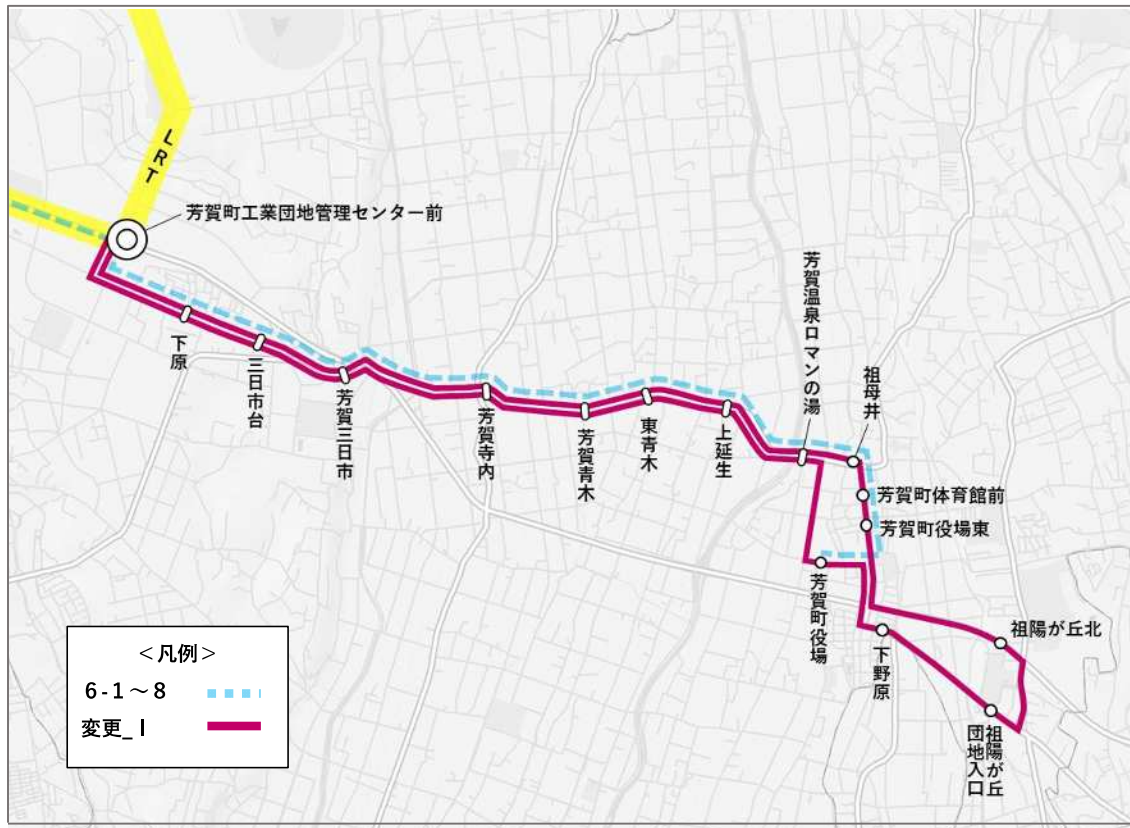 LRT
芳賀町工業団地管理センター前
下原
三日市台
芳賀三日市
芳賀寺内
芳賀青木
東青木
上延生
芳賀温泉ロマンの湯
祖母井
芳賀町体育館前
芳賀町役場東
芳賀町役場
下野原
祖陽が丘北
祖陽が丘
団地入口
＜凡例＞
6-1～8
変更_Ⅰ